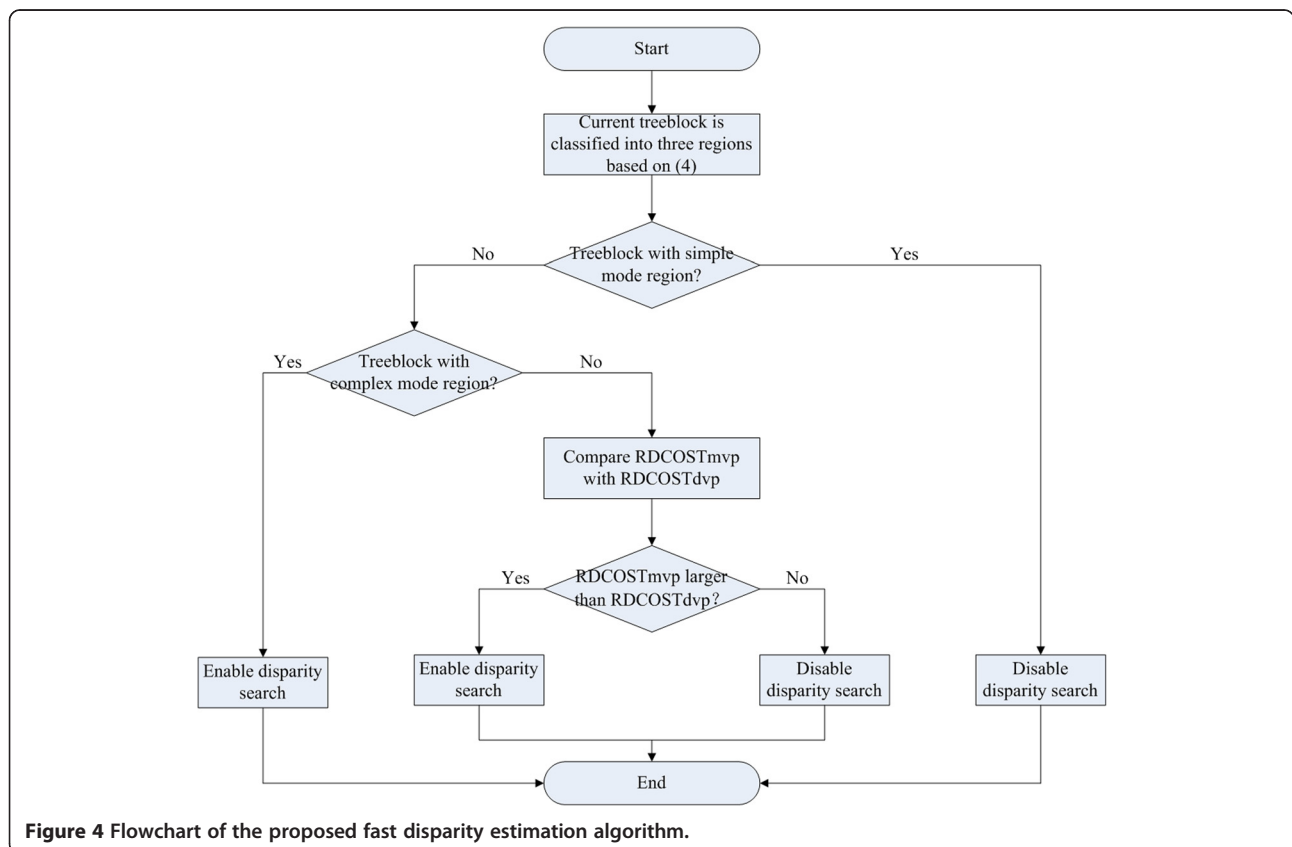 Start
Current treeblock is
classified into three regions
based on (4)
Treeblock with simple
mode region?
No
Yes
Treeblock with
complex mode region?
Yes
No
Compare RDCOSTmvp
with RDCOSTdvp
RDCOSTmvp larger
than RDCOSTdvp?
Yes
No
Enable disparity
search
Enable disparity
search
Disable
disparity search
Disable
disparity search
End
Figure 4 Flowchart of the proposed fast disparity estimation algorithm.